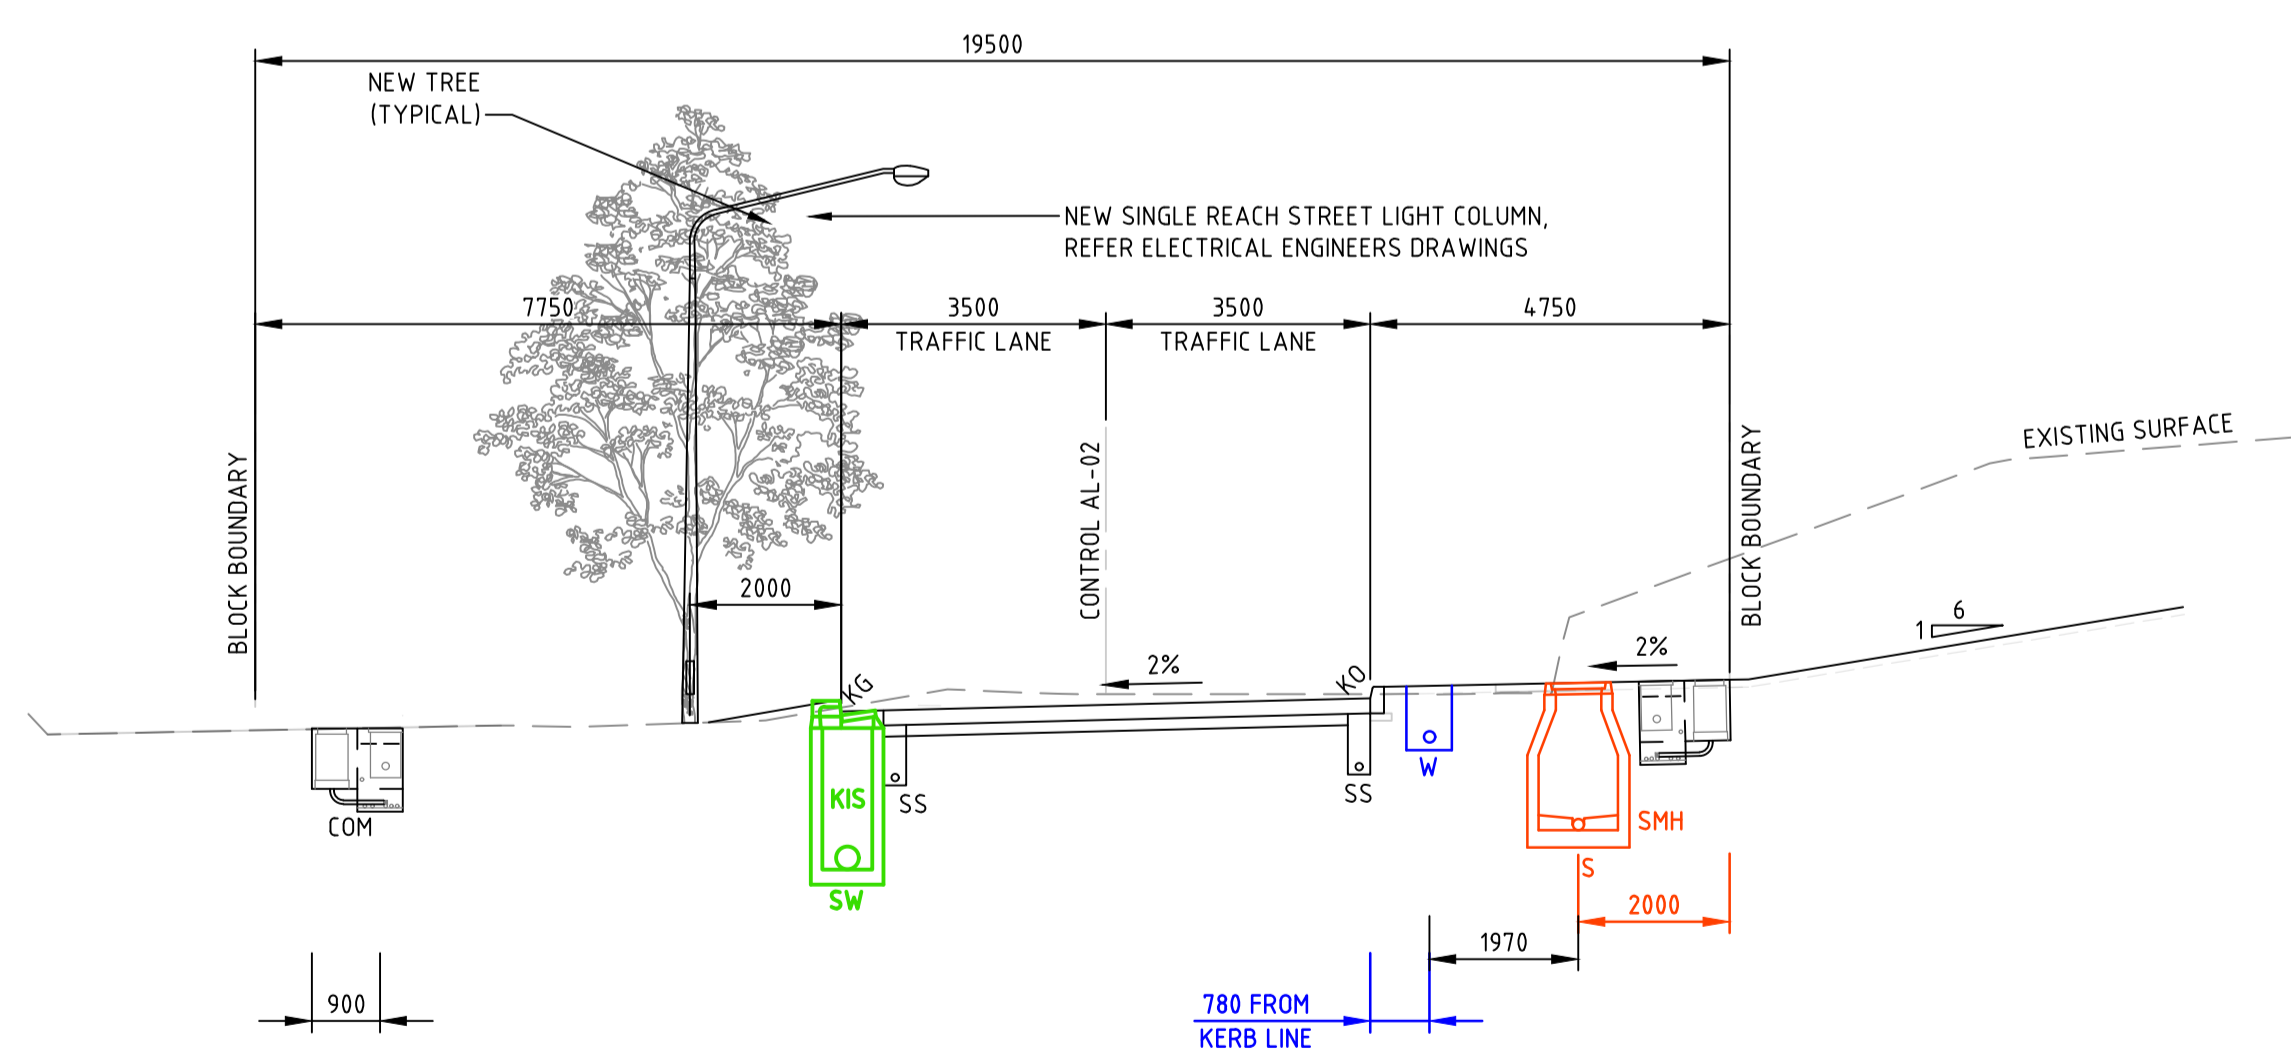 19500
NEW TREE
(TYPICAL)
NEW SINGLE REACH STREET LIGHT COLUMN,
REFER ELECTRICAL ENGINEERS DRAWINGS
7750
3500
TRAFFIC LANE
3500
TRAFFIC LANE
4750
EXISTING SURFACE
BLOCK BOUNDARY
CONTROL AL-02
BLOCK BOUNDARY
2000
1
6
2%
2%
KG
KO
KIS
SS
SW
COM
SS
W
SMH
S
2000
1970
900
780 FROM
KERB LINE